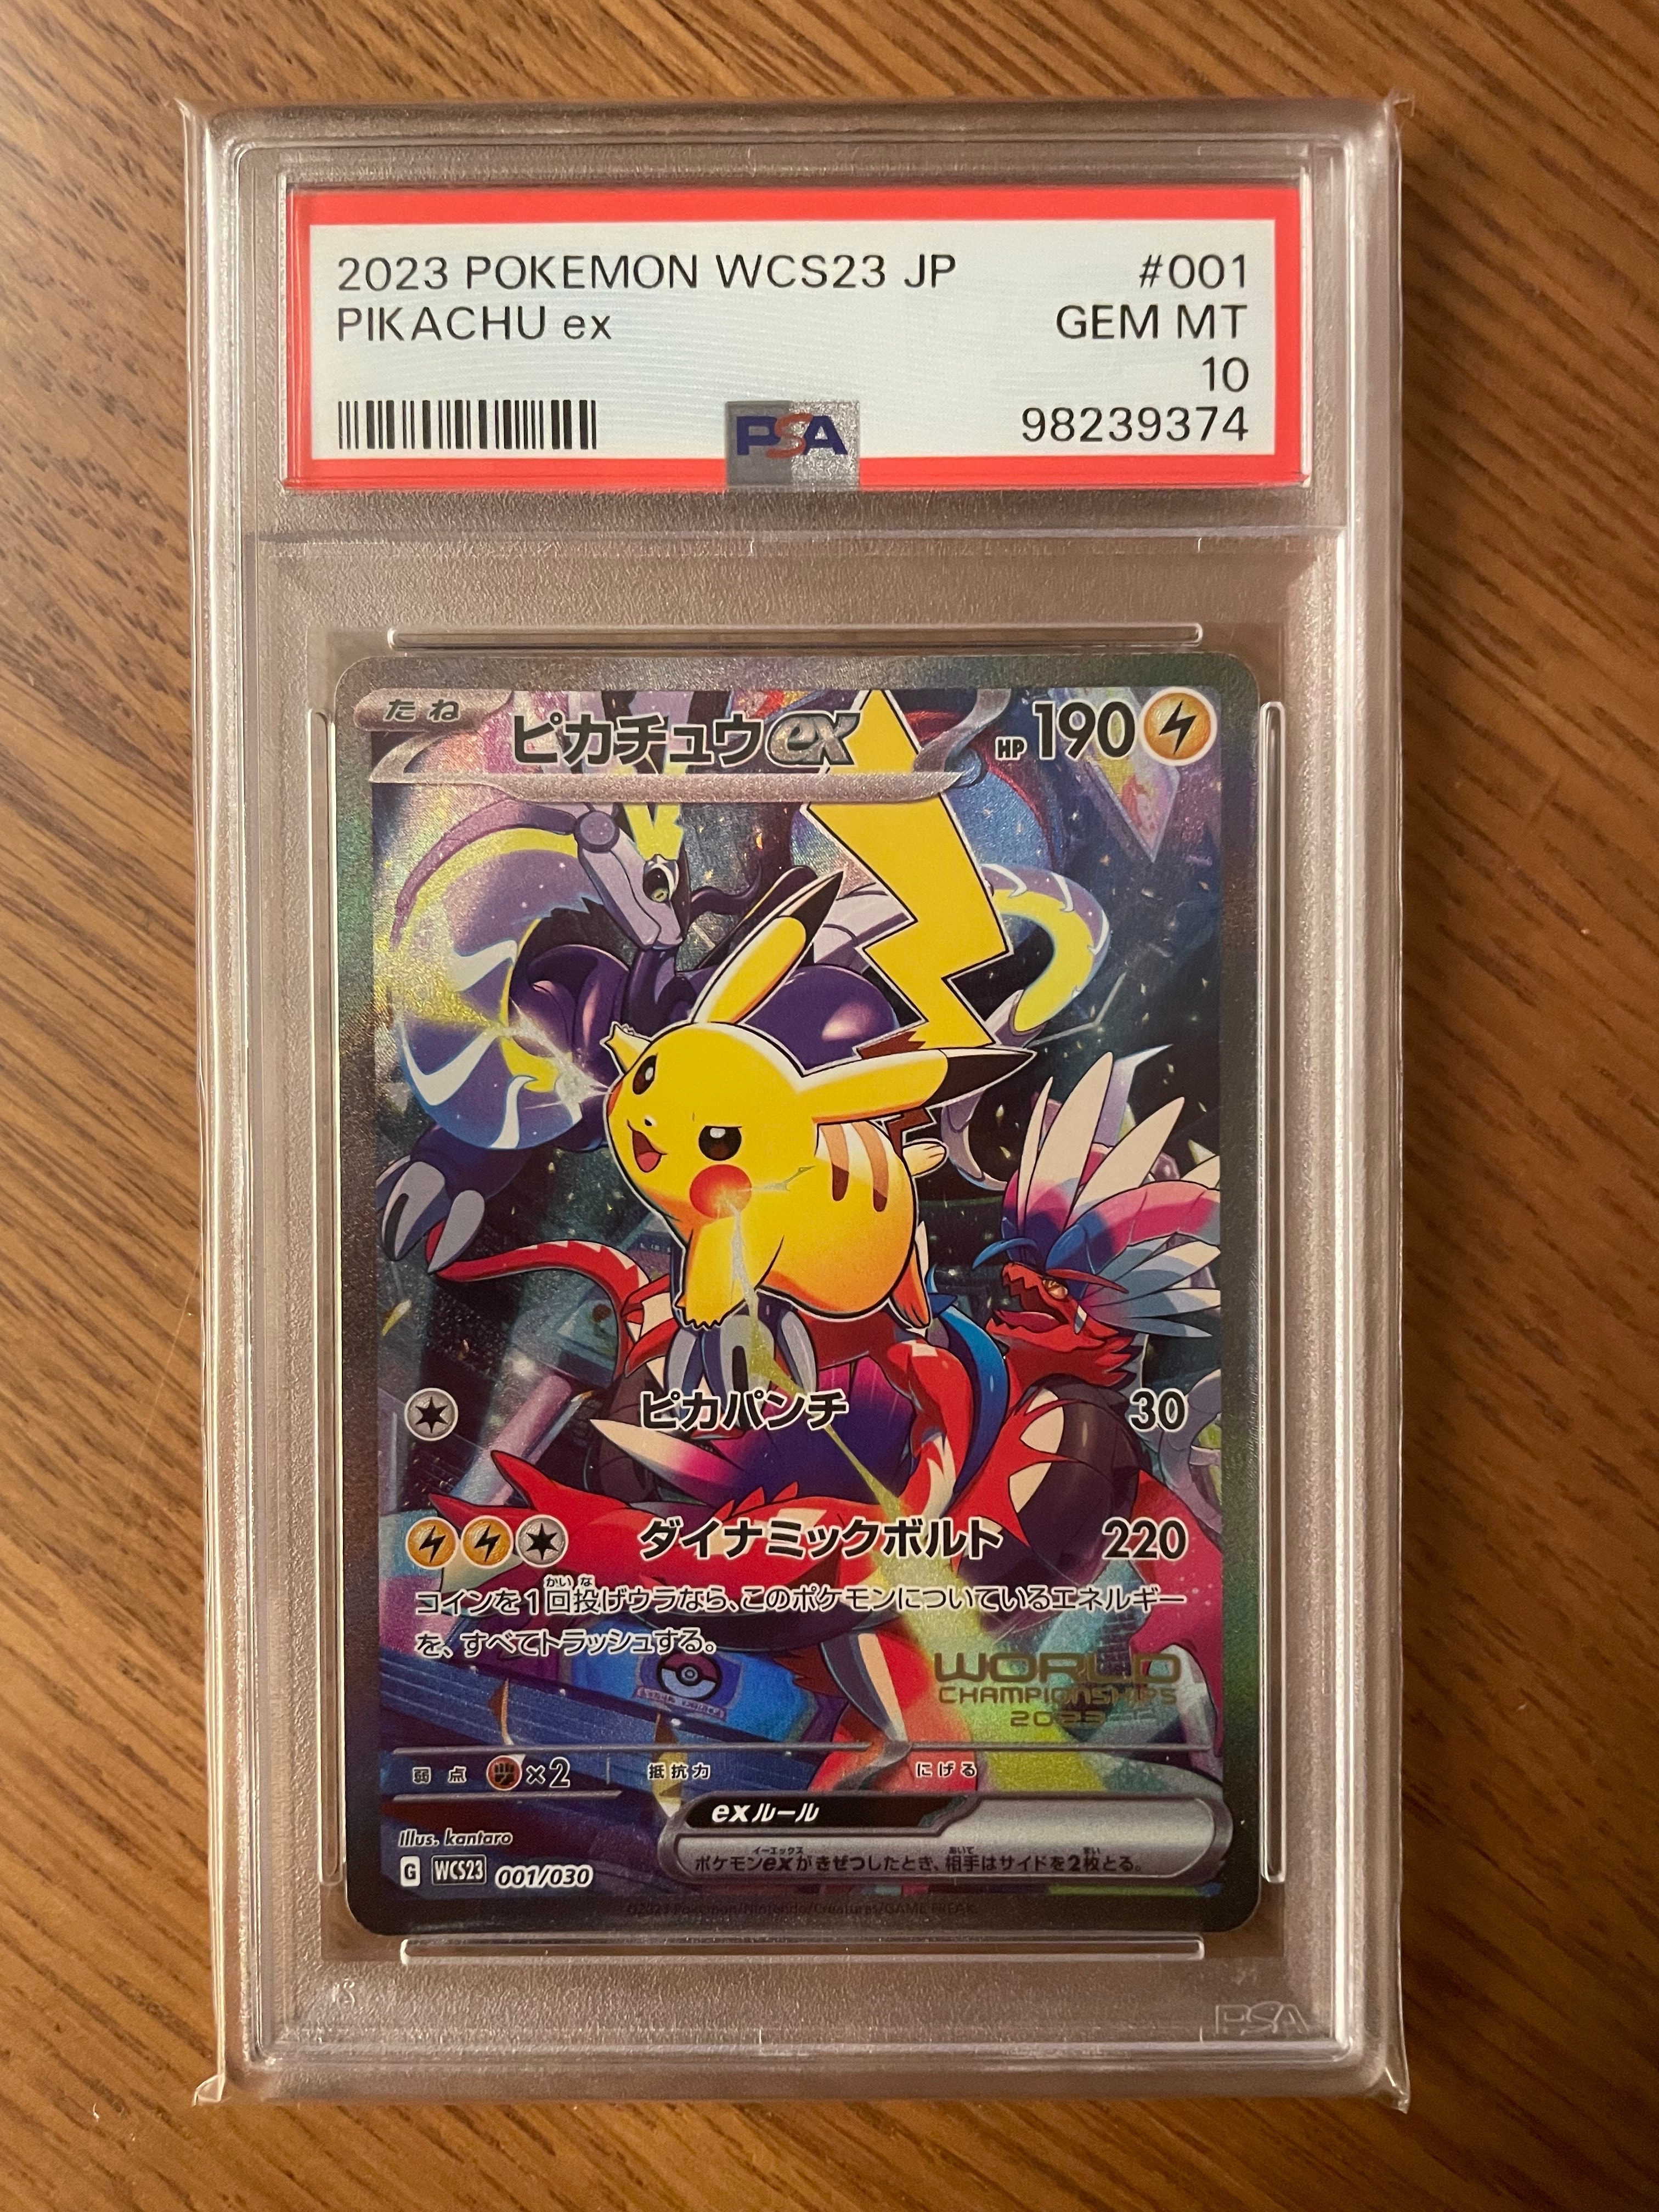 2023 POKEMON WCS23 JP #001
PIKACHU ex GEM MT
10
PSA 98239374
たね ピカチュウex HP 190
ピカパンチ 30
ダイナミックボルト 220
コインを1回投げウラなら、このポケモンについているエネルギー
を、すべてトラッシュする。
WORLD
CHAMPIONSHIPS
2023
弱点 ×2 抵抗力 にげる
exルール
ポケモンexがきぜつしたとき、相手はサイドを2枚とる。
Illus. kantaro
G WCS23 001/030
©2023 Pokémon/Nintendo/Creatures/GAME FREAK
PSA